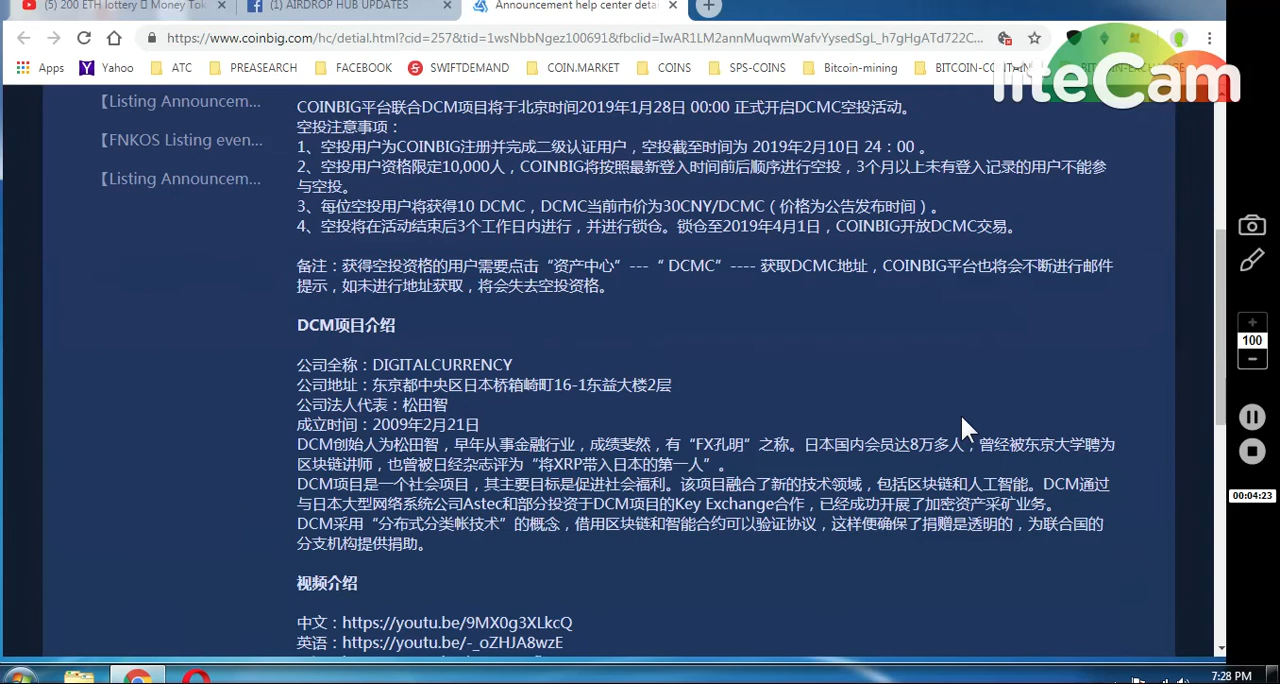 (5) 200 ETH lottery Money Tok
(1) AIRDROP HUB UPDATES
Announcement help center detai
https://www.coinbig.com/hc/detial.html?cid=257&tid=1wsNbbNgez100691&fbclid=IwAR1LM2annMuqwmWafvYysedSgL_h7gHgATd722C...
Apps Yahoo ATC PREASEARCH FACEBOOK SWIFTDEMAND COIN.MARKET COINS SPS-COINS Bitcoin-mining
liteCam
【Listing Announcem...
【FNKOS Listing even...
【Listing Announcem...
COINBIG平台联合DCM项目将于北京时间2019年1月28日 00:00 正式开启DCMC空投活动。
空投注意事项：
1、空投用户为COINBIG注册并完成二级认证用户，空投截至时间为 2019年2月10日 24：00 。
2、空投用户资格限定10,000人，COINBIG将按照最新登入时间前后顺序进行空投，3个月以上未有登入记录的用户不能参
与空投。
3、每位空投用户将获得10 DCMC，DCMC当前市价为30CNY/DCMC（价格为公告发布时间）。
4、空投将在活动结束后3个工作日内进行，并进行锁仓。锁仓至2019年4月1日，COINBIG开放DCMC交易。
备注：获得空投资格的用户需要点击“资产中心”---“ DCMC”---- 获取DCMC地址，COINBIG平台也将会不断进行邮件
提示，如未进行地址获取，将会失去空投资格。
DCM项目介绍
公司全称：DIGITALCURRENCY
公司地址：东京都中央区日本桥箱崎町16-1东益大楼2层
公司法人代表：松田智
成立时间：2009年2月21日
DCM创始人为松田智，早年从事金融行业，成绩斐然，有“FX孔明”之称。日本国内会员达8万多人，曾经被东京大学聘为
区块链讲师，也曾被日经杂志评为“将XRP带入日本的第一人”。
DCM项目是一个社会项目，其主要目标是促进社会福利。该项目融合了新的技术领域，包括区块链和人工智能。DCM通过
与日本大型网络系统公司Astec和部分投资于DCM项目的Key Exchange合作，已经成功开展了加密资产采矿业务。
DCM采用“分布式分类帐技术”的概念，借用区块链和智能合约可以验证协议，这样便确保了捐赠是透明的，为联合国的
分支机构提供捐助。
视频介绍
中文：https://youtu.be/9MX0g3XLkcQ
英语：https://youtu.be/-_oZHJA8wzE
100
00:04:23
7:28 PM